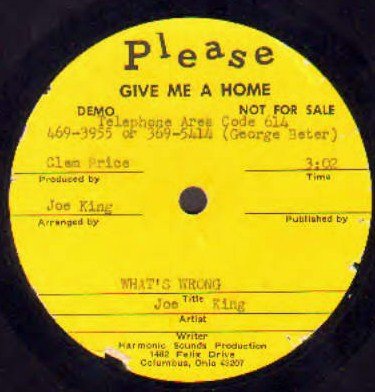 Please
GIVE ME A HOME
DEMO NOT FOR SALE
Telephone Area Code 614
469-3955 or 369-5414 (George Beter)
Clem Price 3:02
Produced by Time
Joe King
Arranged by Published by
WHAT'S WRONG
Title
Joe King
Artist
Writer
Harmonic Sounds Production
1462 Felix Drive
Columbus, Ohio 43207